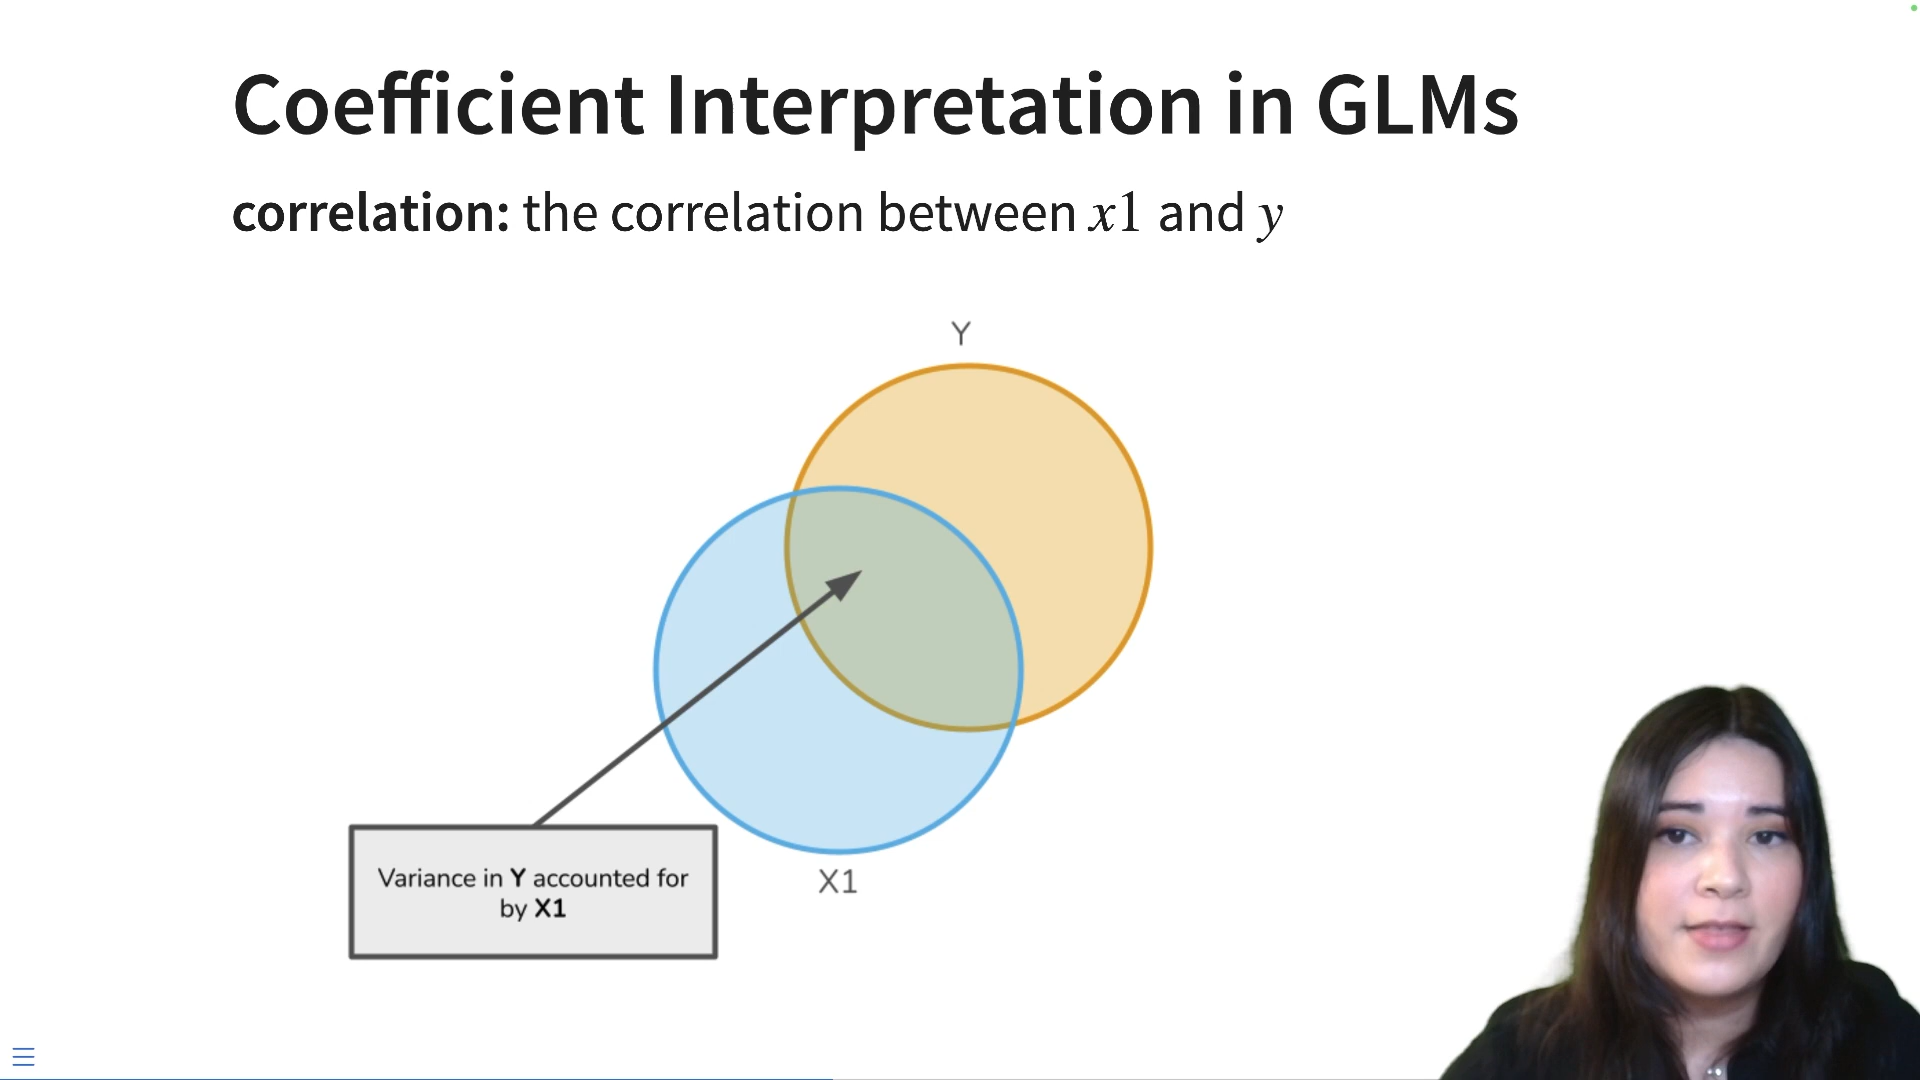 Coefficient Interpretation in GLMs
correlation: the correlation between x1 and y
Y
Variance in Y accounted for
by X1
X1